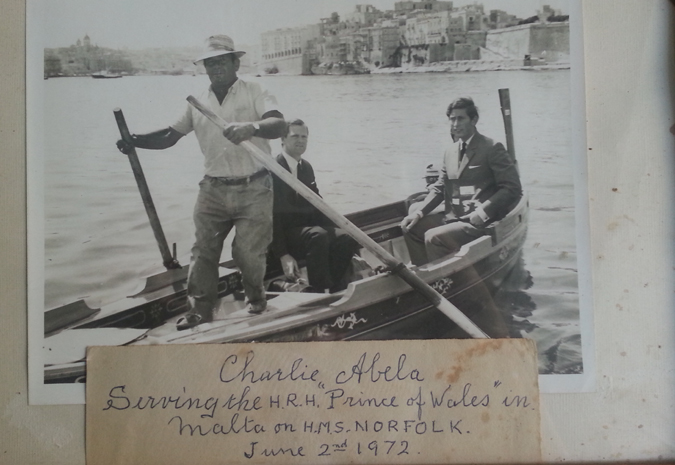 Charlie Abela
Serving the H.R.H. "Prince of Wales" in
Malta on H.M.S. NORFOLK.
June 2nd 1972.